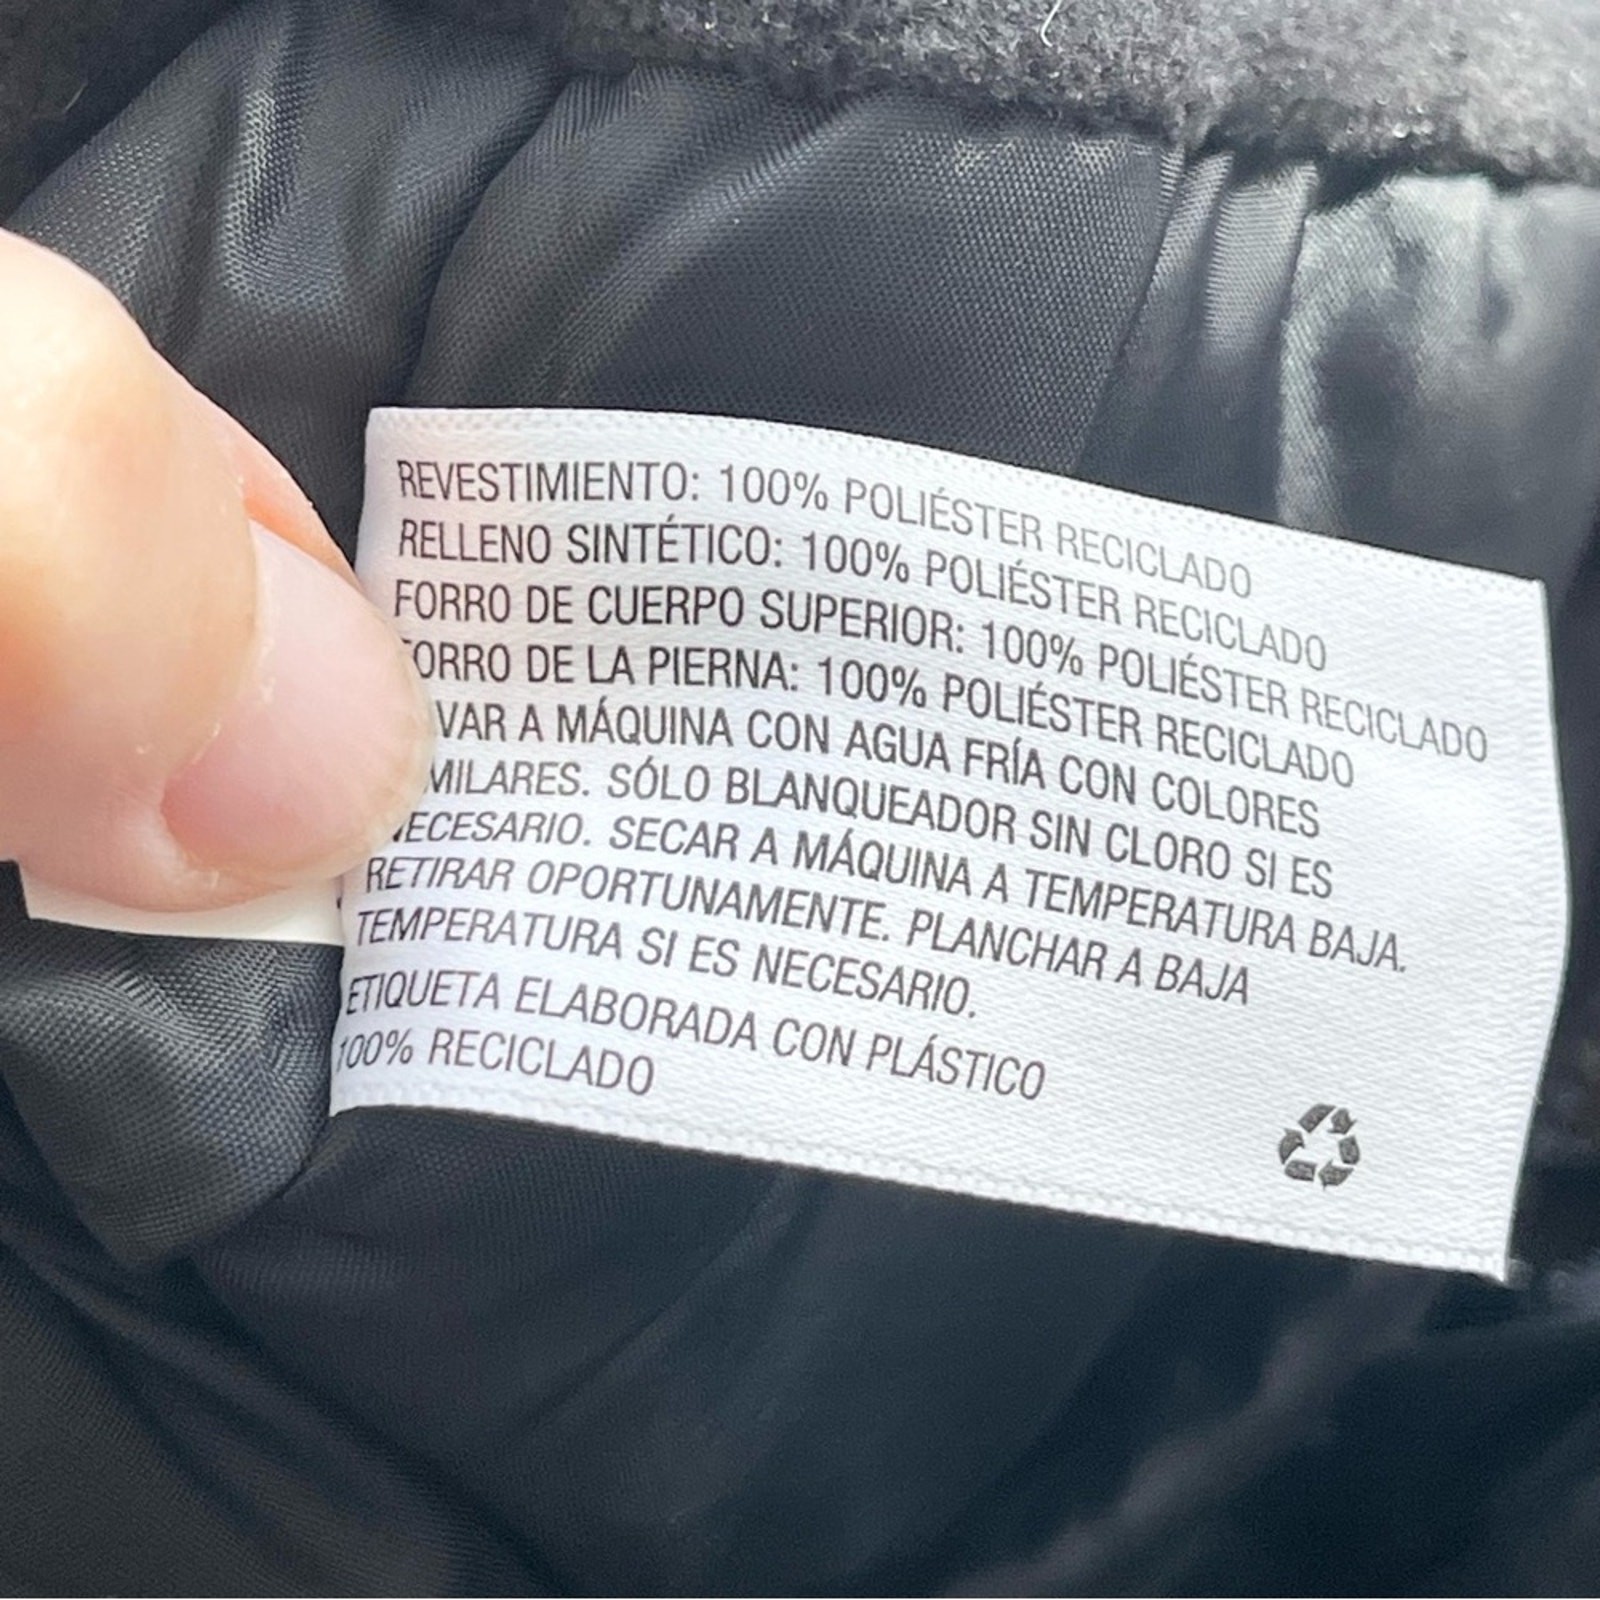 REVESTIMIENTO: 100% POLIÉSTER RECICLADO
RELLENO SINTÉTICO: 100% POLIÉSTER RECICLADO
FORRO DE CUERPO SUPERIOR: 100% POLIÉSTER RECICLADO
FORRO DE LA PIERNA: 100% POLIÉSTER RECICLADO
VAR A MÁQUINA CON AGUA FRÍA CON COLORES
MILARES. SÓLO BLANQUEADOR SIN CLORO SI ES
NECESARIO. SECAR A MÁQUINA A TEMPERATURA BAJA.
RETIRAR OPORTUNAMENTE. PLANCHAR A BAJA
TEMPERATURA SI ES NECESARIO.
ETIQUETA ELABORADA CON PLÁSTICO
100% RECICLADO